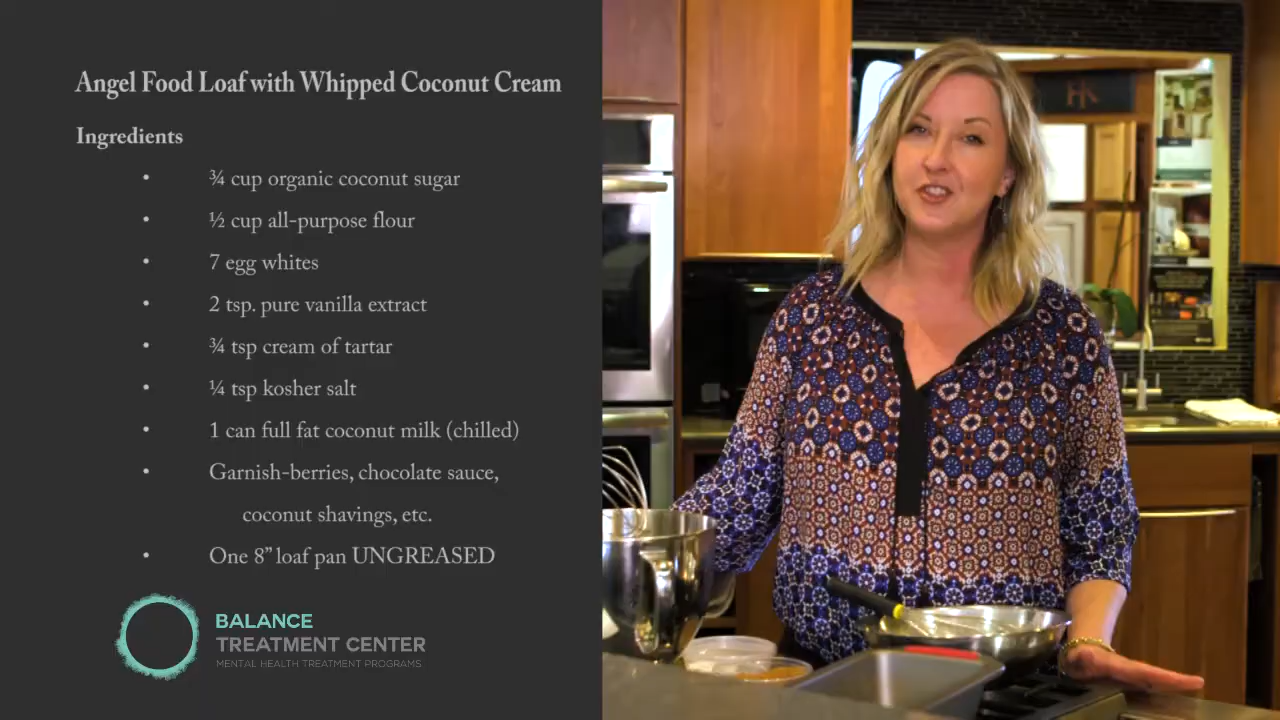 Angel Food Loaf with Whipped Coconut Cream
Ingredients
• ¾ cup organic coconut sugar
• ½ cup all-purpose flour
• 7 egg whites
• 2 tsp. pure vanilla extract
• ¾ tsp cream of tartar
• ¼ tsp kosher salt
• 1 can full fat coconut milk (chilled)
• Garnish-berries, chocolate sauce,
coconut shavings, etc.
• One 8” loaf pan UNGREASED
BALANCE
TREATMENT CENTER
MENTAL HEALTH TREATMENT PROGRAMS